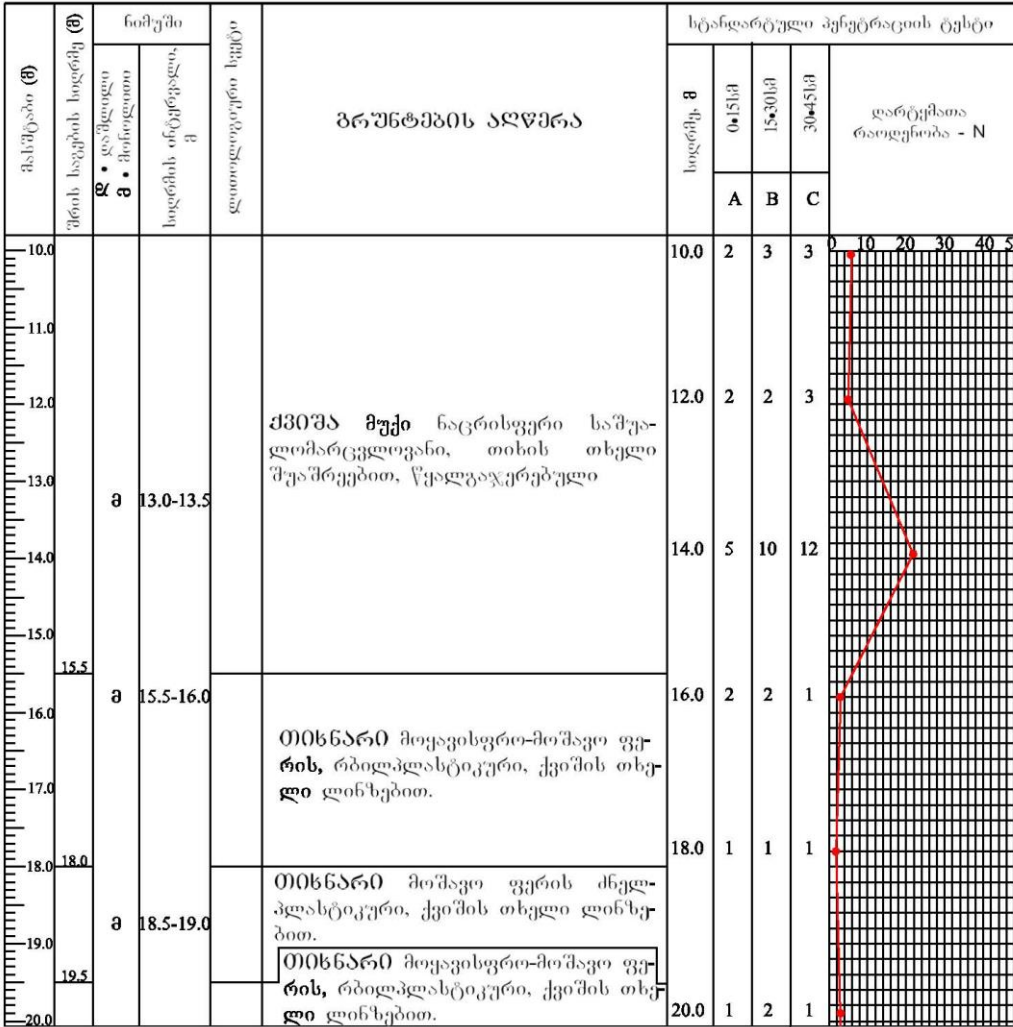 მასშტაბი (მ)
შრის საგების სიღრმე (მ)
ნიმუში
დ • დაშლილი
მ • მონოლითი
სიღრმის ინტერვალი,
მ
ლითოლოგიური სვეტი
გრუნტების აღწერა
სტანდარტული პენეტრაციის ტესტი
სიღრმე, მ
0•15სმ
15•30სმ
30•45სმ
A B C
დარტყმათა
რაოდენობა - N
0 10 20 30 40 5
10.0
11.0
12.0
13.0
14.0
15.0
16.0
17.0
18.0
19.0
20.0
15.5
18.0
19.5
მ 13.0-13.5
მ 15.5-16.0
მ 18.5-19.0
ქვიშა მუქი ნაცრისფერი საშუა-
ლომარცვლოვანი, თიხის თხელი
შუაშრეებით, წყალგაჯერებული
თიხნარი მოყავისფრო-მოშავო ფე-
რის, რბილპლასტიკური, ქვიშის თხე-
ლი ლინზებით.
თიხნარი მოშავო ფერის ძნელ-
პლასტიკური, ქვიშის თხელი ლინზე-
ბით.
თიხნარი მოყავისფრო-მოშავო ფე-
რის, რბილპლასტიკური, ქვიშის თხე-
ლი ლინზებით.
10.0 2 3 3
12.0 2 2 3
14.0 5 10 12
16.0 2 2 1
18.0 1 1 1
20.0 1 2 1